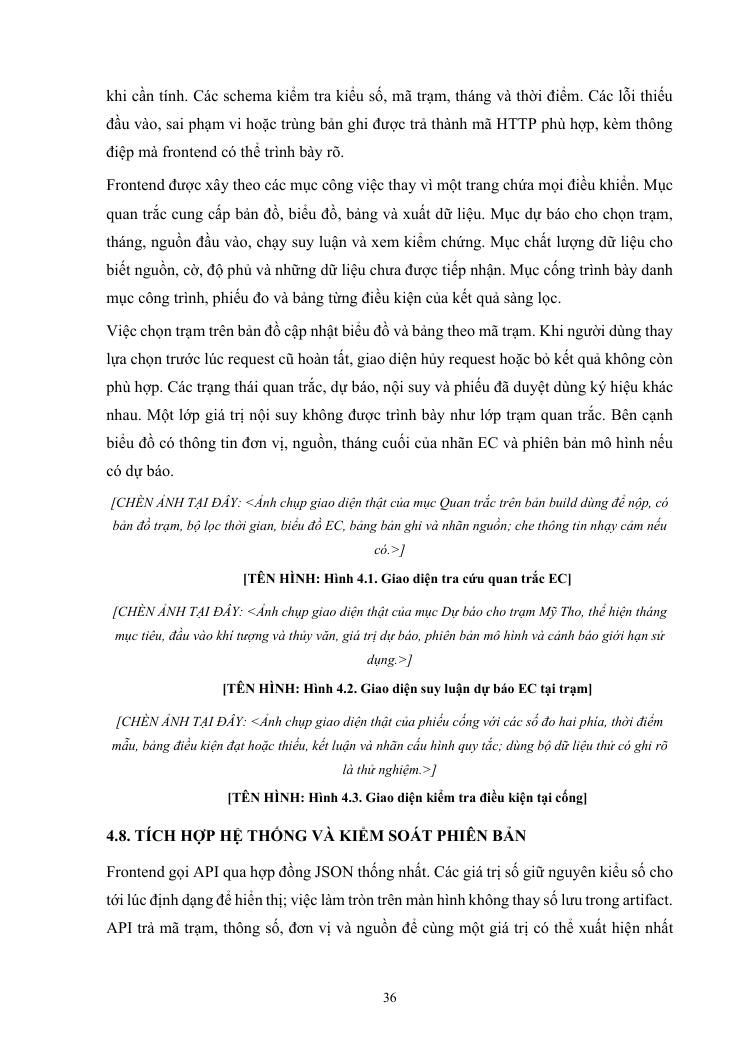 khi cần tính. Các schema kiểm tra kiểu số, mã trạm, tháng và thời điểm. Các lỗi thiếu
đầu vào, sai phạm vi hoặc trùng bản ghi được trả thành mã HTTP phù hợp, kèm thông
điệp mà frontend có thể trình bày rõ.
Frontend được xây theo các mục công việc thay vì một trang chứa mọi điều khiển. Mục
quan trắc cung cấp bản đồ, biểu đồ, bảng và xuất dữ liệu. Mục dự báo cho chọn trạm,
tháng, nguồn đầu vào, chạy suy luận và xem kiểm chứng. Mục chất lượng dữ liệu cho
biết nguồn, cờ, độ phủ và những dữ liệu chưa được tiếp nhận. Mục cống trình bày danh
mục công trình, phiếu đo và bảng từng điều kiện của kết quả sàng lọc.
Việc chọn trạm trên bản đồ cập nhật biểu đồ và bảng theo mã trạm. Khi người dùng thay
lựa chọn trước lúc request cũ hoàn tất, giao diện hủy request hoặc bỏ kết quả không còn
phù hợp. Các trạng thái quan trắc, dự báo, nội suy và phiếu đã duyệt dùng ký hiệu khác
nhau. Một lớp giá trị nội suy không được trình bày như lớp trạm quan trắc. Bên cạnh
biểu đồ có thông tin đơn vị, nguồn, tháng cuối của nhãn EC và phiên bản mô hình nếu
có dự báo.
[CHÈN ẢNH TẠI ĐÂY: <Ảnh chụp giao diện thật của mục Quan trắc trên bản build dùng để nộp, có
bản đồ trạm, bộ lọc thời gian, biểu đồ EC, bảng bản ghi và nhãn nguồn; che thông tin nhạy cảm nếu
có.>]
[TÊN HÌNH: Hình 4.1. Giao diện tra cứu quan trắc EC]
[CHÈN ẢNH TẠI ĐÂY: <Ảnh chụp giao diện thật của mục Dự báo cho trạm Mỹ Tho, thể hiện tháng
mục tiêu, đầu vào khí tượng và thủy văn, giá trị dự báo, phiên bản mô hình và cảnh báo giới hạn sử
dụng.>]
[TÊN HÌNH: Hình 4.2. Giao diện suy luận dự báo EC tại trạm]
[CHÈN ẢNH TẠI ĐÂY: <Ảnh chụp giao diện thật của phiếu cống với các số đo hai phía, thời điểm
mẫu, bảng điều kiện đạt hoặc thiếu, kết luận và nhãn cấu hình quy tắc; dùng bộ dữ liệu thử có ghi rõ
là thử nghiệm.>]
[TÊN HÌNH: Hình 4.3. Giao diện kiểm tra điều kiện tại cống]
4.8. TÍCH HỢP HỆ THỐNG VÀ KIỂM SOÁT PHIÊN BẢN
Frontend gọi API qua hợp đồng JSON thống nhất. Các giá trị số giữ nguyên kiểu số cho
tới lúc định dạng để hiển thị; việc làm tròn trên màn hình không thay số lưu trong artifact.
API trả mã trạm, thông số, đơn vị và nguồn để cùng một giá trị có thể xuất hiện nhất
36